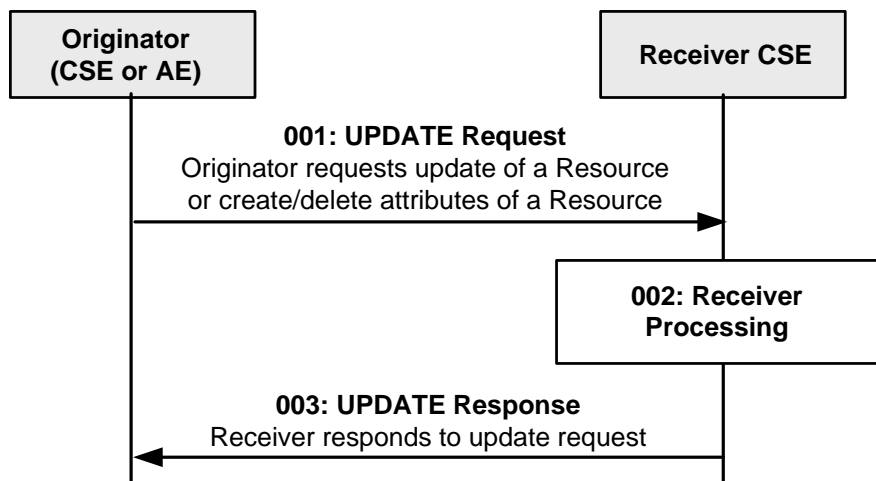 Originator
(CSE or AE)
Receiver CSE
001: UPDATE Request
Originator requests update of a Resource
or create/delete attributes of a Resource
002: Receiver
Processing
003: UPDATE Response
Receiver responds to update request